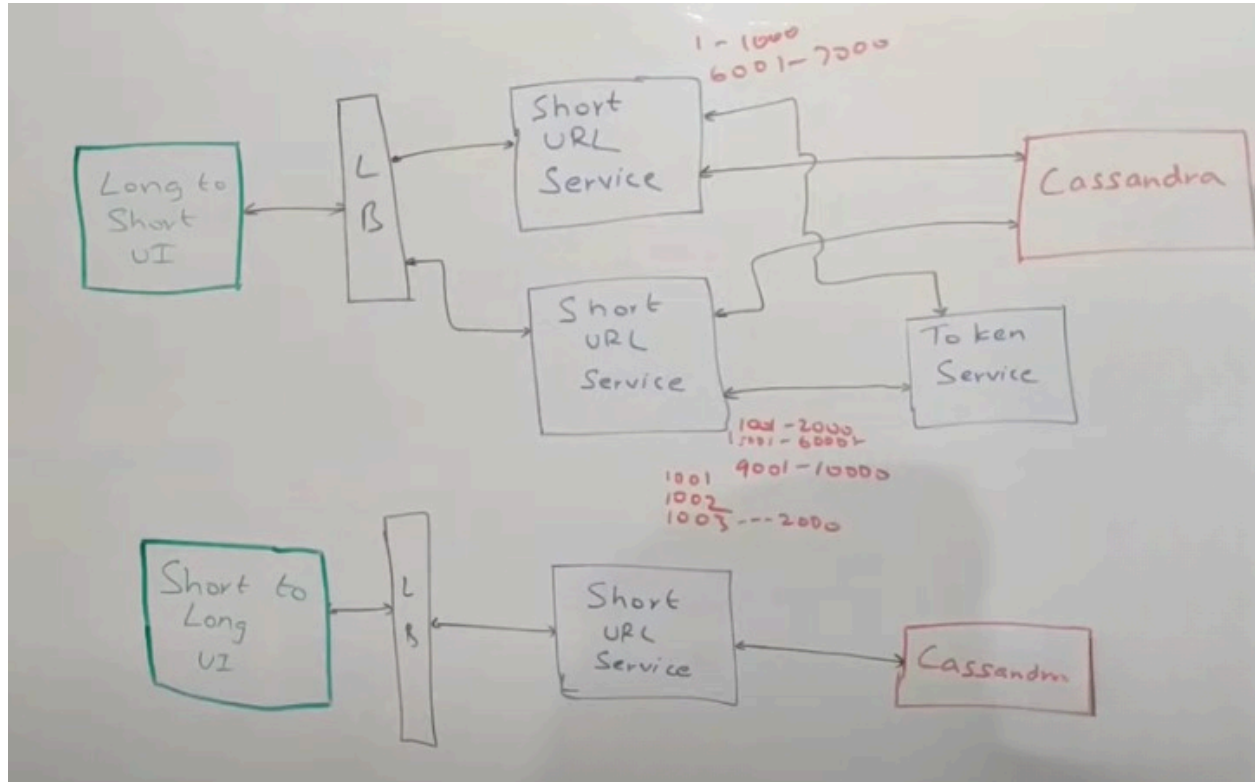 1 - 1000
6001 - 7000
Short
URL
Service
L
B
Long to
Short
UI
Cassandra
Short
URL
Service
Token
Service
1001 - 2000
9001 - 10000
1001
1002
1003 --- 2000
Short to
Long
UI
L
B
Short
URL
Service
Cassandra